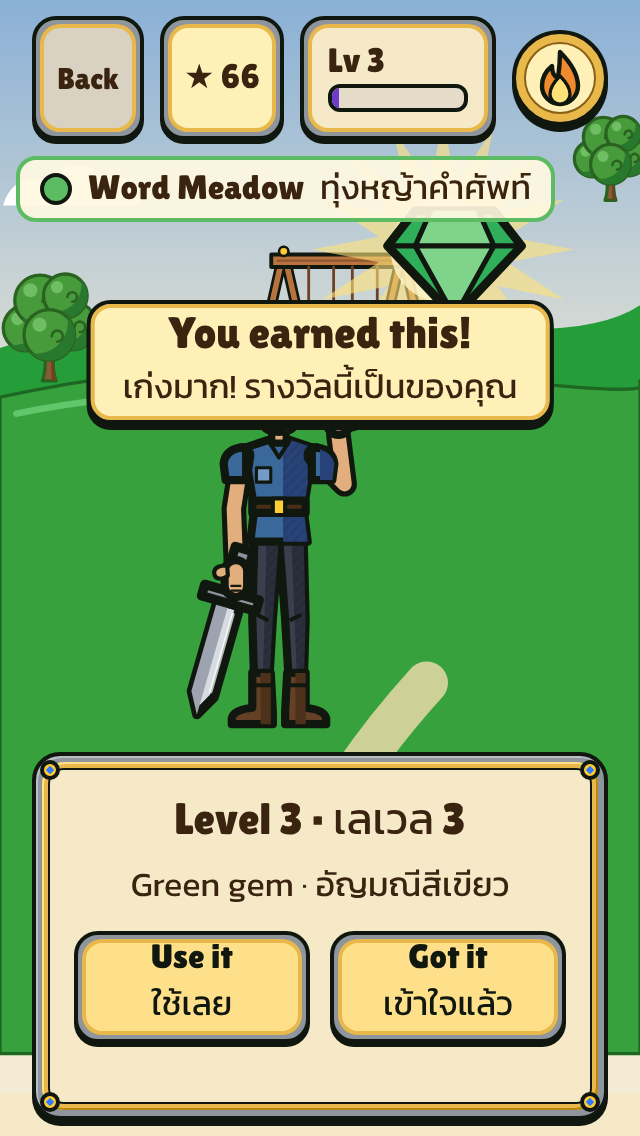 Back
★ 66
Lv 3
Word Meadow ทุ่งหญ้าคำศัพท์
You earned this!
เก่งมาก! รางวัลนี้เป็นของคุณ
Level 3 · เลเวล 3
Green gem · อัญมณีสีเขียว
Use it
ใช้เลย
Got it
เข้าใจแล้ว